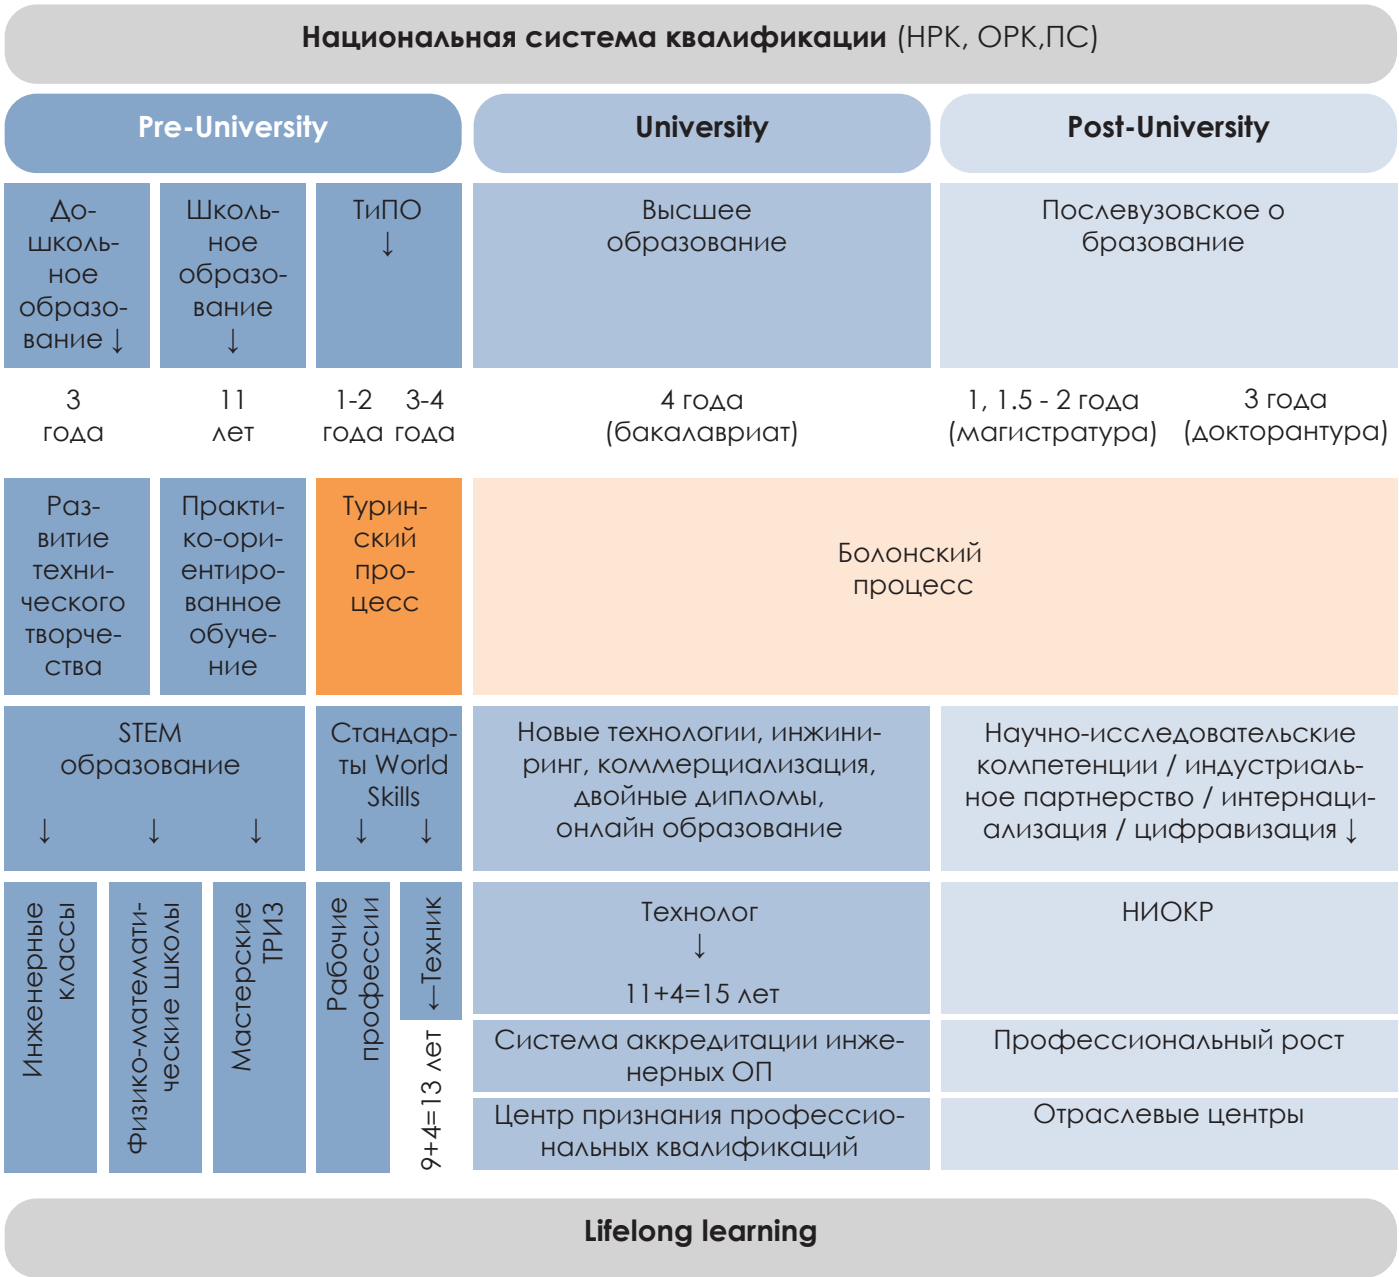 Национальная система квалификации (НРК, ОРК,ПС)
Pre-University
University
Post-University
До-
школь-
ное
образо-
вание ↓
Школь-
ное
образо-
вание
↓
ТиПО
↓
Высшее
образование
Послевузовское о
бразование
3
года
11
лет
1-2
года
3-4
года
4 года
(бакалавриат)
1, 1.5 - 2 года
(магистратура)
3 года
(докторантура)
Раз-
витие
техни-
ческого
творче-
ства
Практи-
ко-ори-
ентиро-
ванное
обуче-
ние
Турин-
ский
про-
цесс
Болонский
процесс
STEM
образование
↓ ↓ ↓
Стандар-
ты World
Skills
↓ ↓
Новые технологии, инжини-
ринг, коммерциализация,
двойные дипломы,
онлайн образование
Научно-исследовательские
компетенции / индустриаль-
ное партнерство / интернаци-
ализация / цифравизация ↓
Инженерные
классы
Физико-математи-
ческие школы
Мастерские
ТРИЗ
Рабочие
профессии
←Техник
9+4=13 лет
Технолог
↓
11+4=15 лет
НИОКР
Система аккредитации инже-
нерных ОП
Профессиональный рост
Центр признания профессио-
нальных квалификаций
Отраслевые центры
Lifelong learning